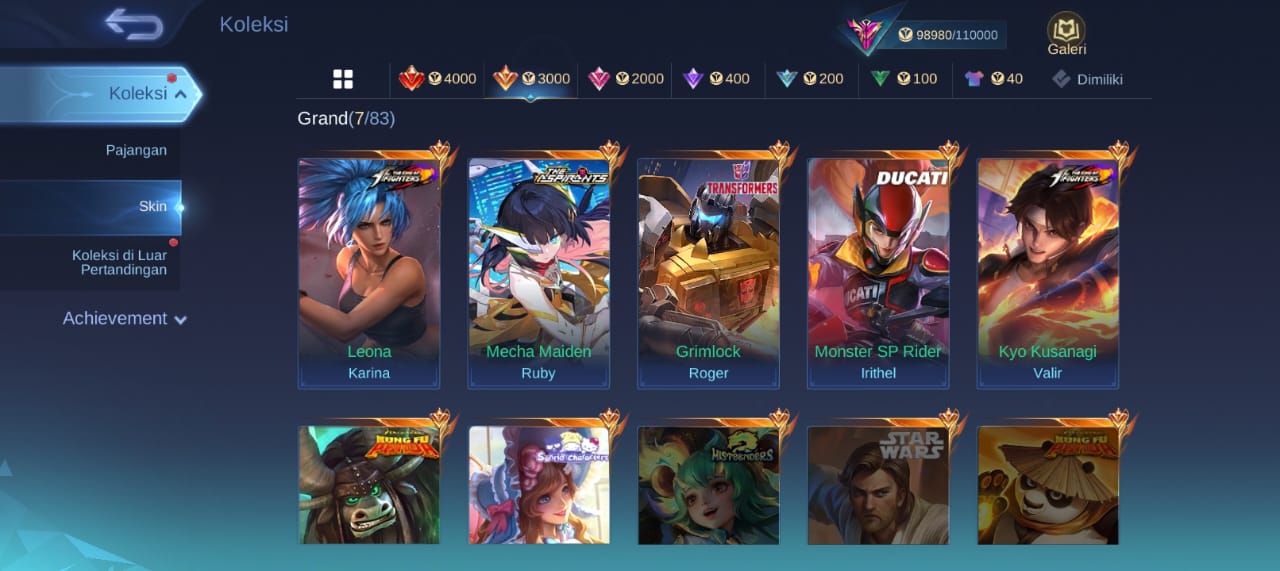 Koleksi
98980/110000
Galeri
4000
3000
2000
400
200
100
40
Dimiliki
Koleksi
Pajangan
Skin
Koleksi di Luar
Pertandingan
Achievement
Grand(7/83)
THE KING OF
FIGHTERS
THE
ASPIRANTS
TRANSFORMERS
DUCATI
DUCATI
THE KING OF
FIGHTERS
Leona
Karina
Mecha Maiden
Ruby
Grimlock
Roger
Monster SP Rider
Irithel
Kyo Kusanagi
Valir
KUNG FU
PANDA
Sanrio characters
MISTBENDERS
STAR
WARS
KUNG FU
PANDA